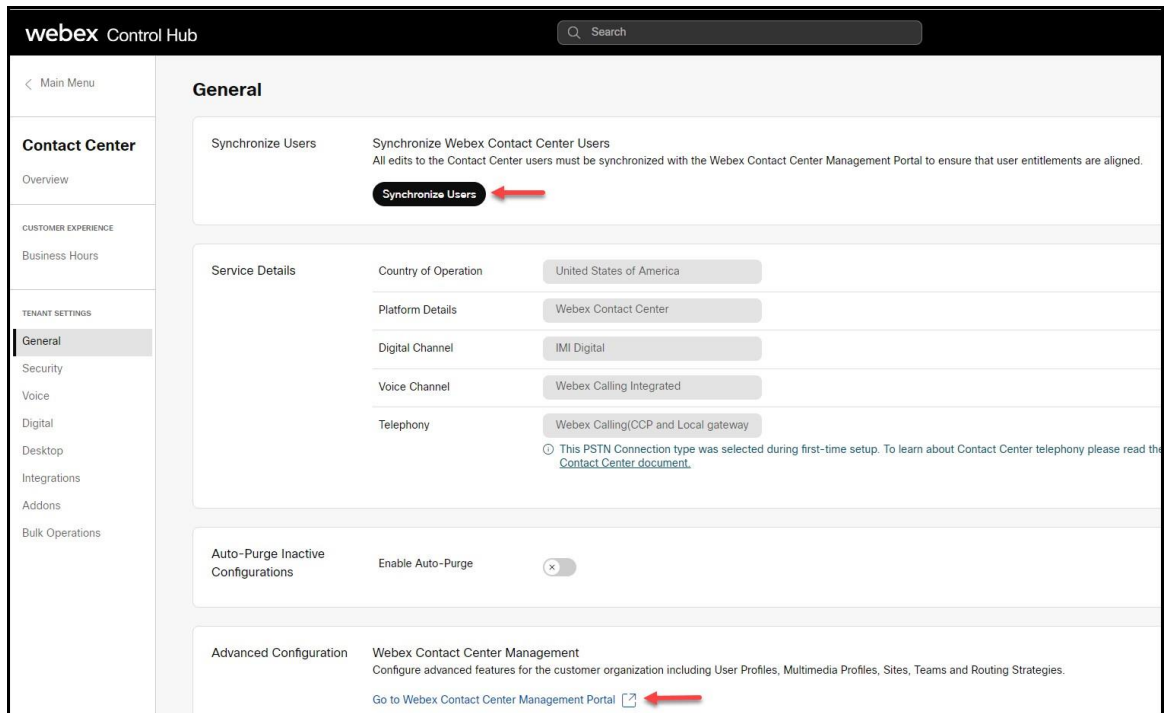 webex Control Hub
Search
Main Menu
Contact Center
Overview
CUSTOMER EXPERIENCE
Business Hours
TENANT SETTINGS
General
Security
Voice
Digital
Desktop
Integrations
Addons
Bulk Operations
General
Synchronize Users
Synchronize Webex Contact Center Users
All edits to the Contact Center users must be synchronized with the Webex Contact Center Management Portal to ensure that user entitlements are aligned.
Synchronize Users
Service Details
Country of Operation
United States of America
Platform Details
Webex Contact Center
Digital Channel
IMI Digital
Voice Channel
Webex Calling Integrated
Telephony
Webex Calling(CCP and Local gateway
This PSTN Connection type was selected during first-time setup. To learn about Contact Center telephony please read the
Contact Center document.
Auto-Purge Inactive
Configurations
Enable Auto-Purge
Advanced Configuration
Webex Contact Center Management
Configure advanced features for the customer organization including User Profiles, Multimedia Profiles, Sites, Teams and Routing Strategies.
Go to Webex Contact Center Management Portal